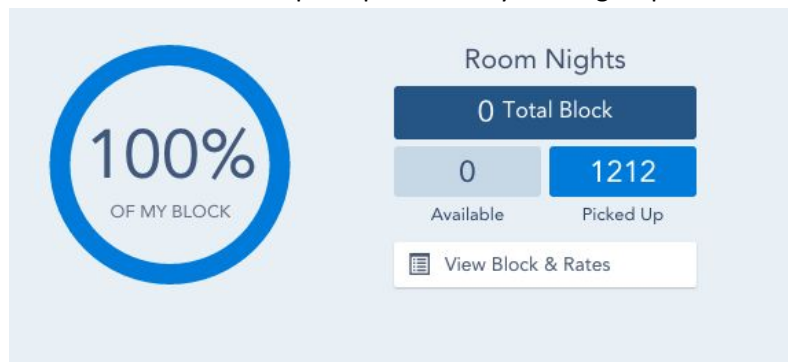 100%
OF MY BLOCK
Room Nights
0 Total Block
0
1212
Available
Picked Up
View Block & Rates